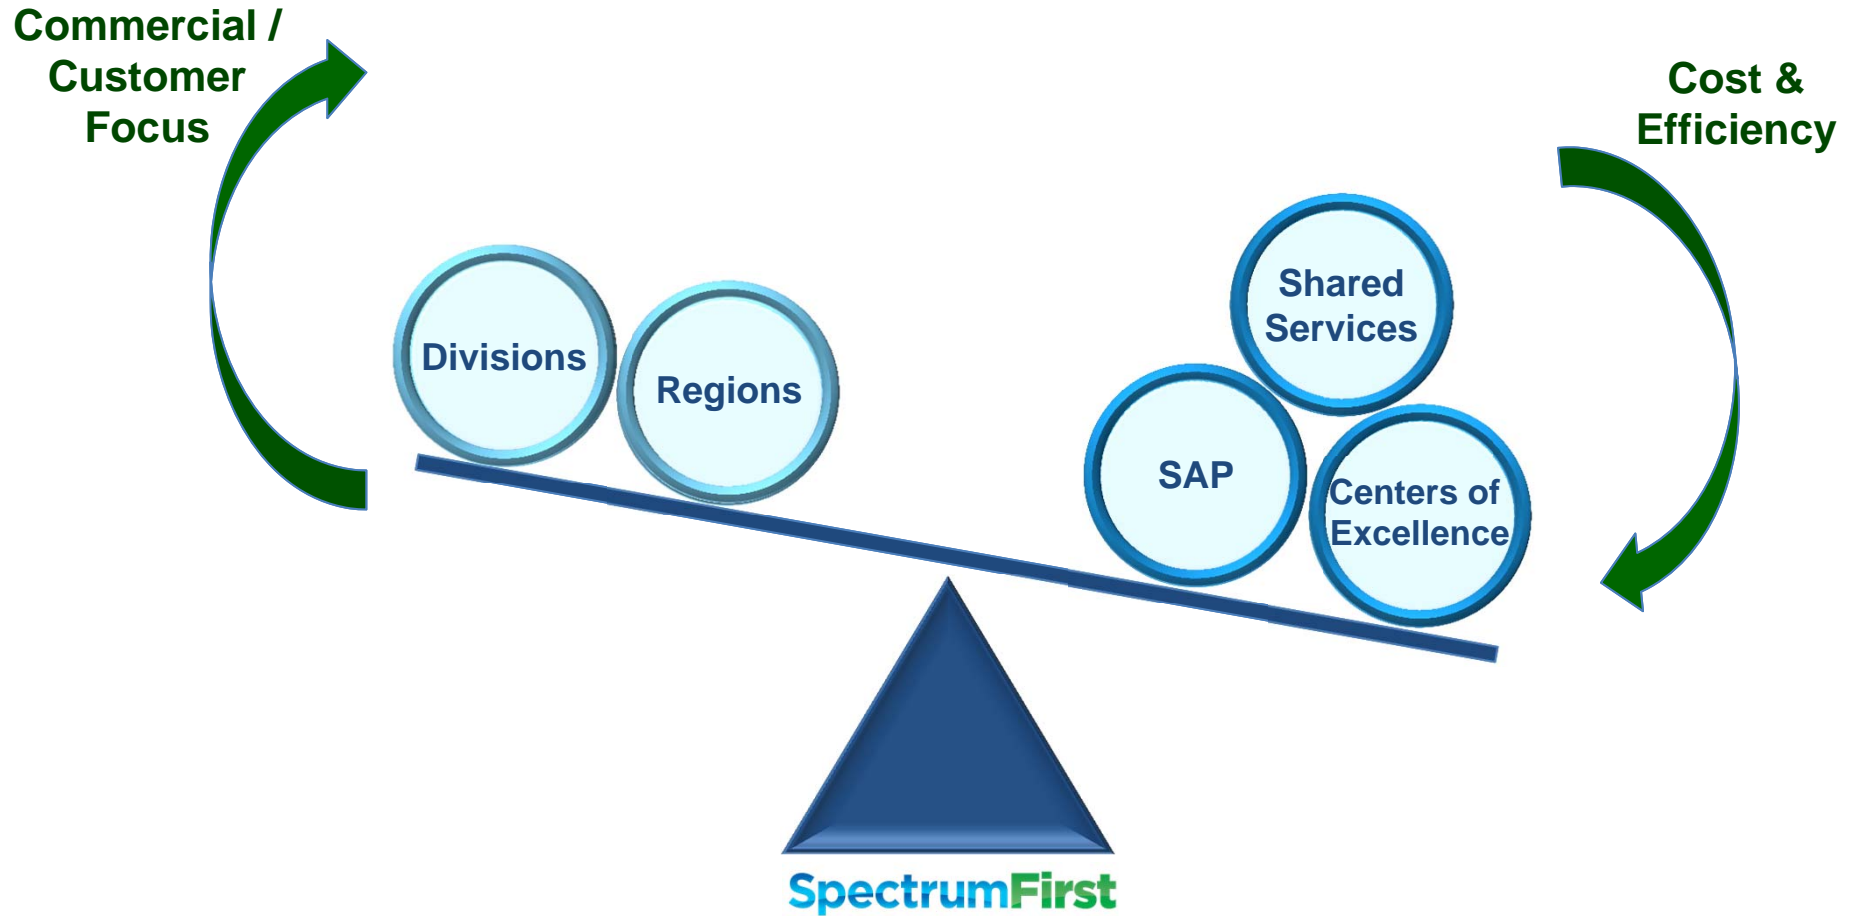 Commercial /
Customer
Focus
Cost &
Efficiency
Divisions
Regions
Shared
Services
SAP
Centers of
Excellence
SpectrumFirst